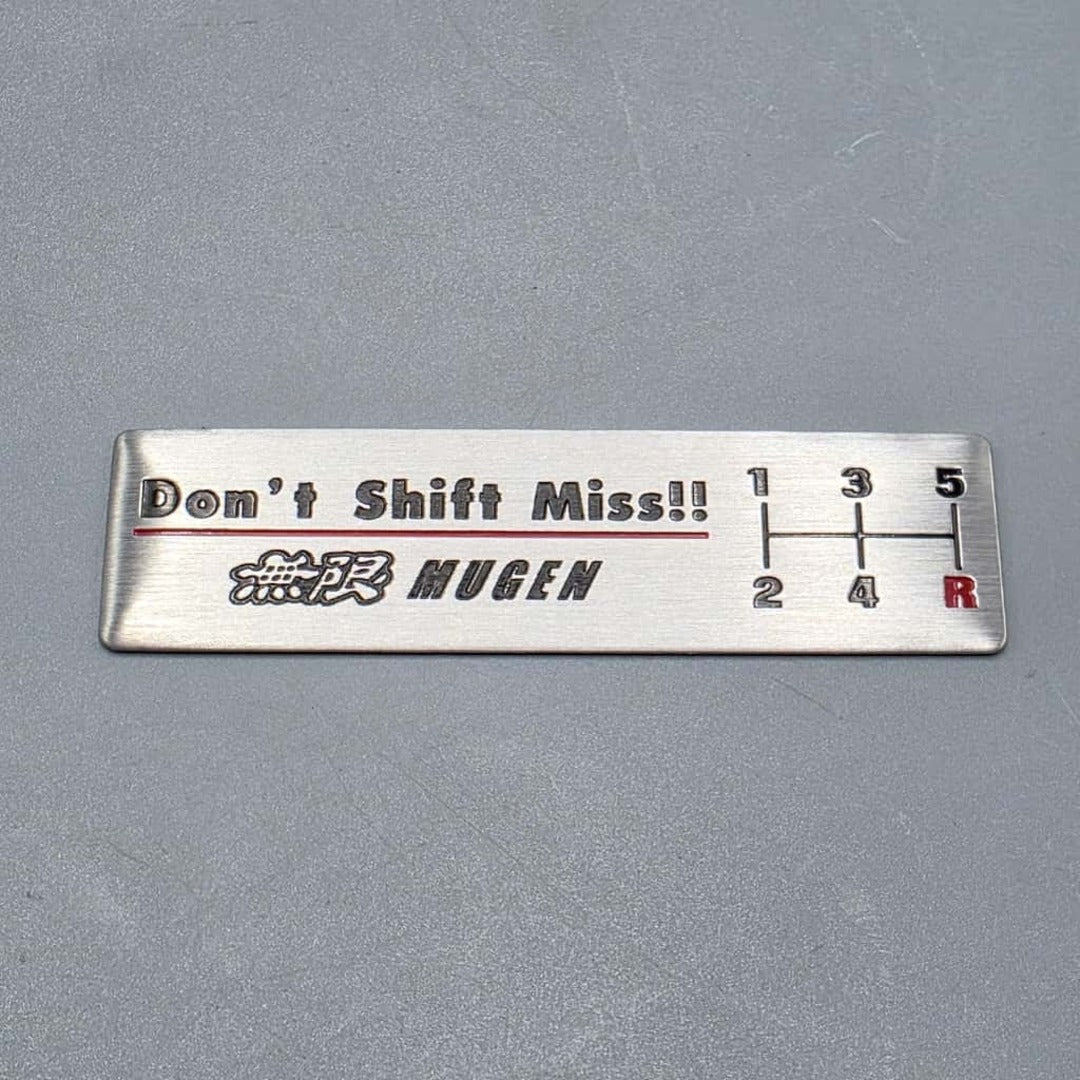 Don't Shift Miss!!
無限 MUGEN
1 3 5
2 4 R